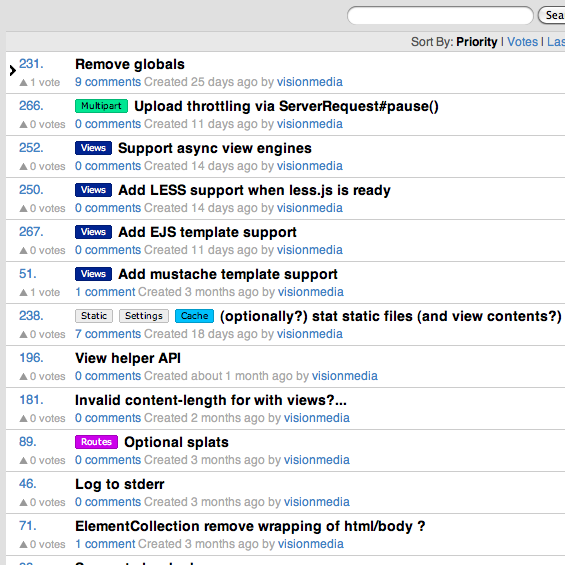 Sea
Sort By: Priority | Votes | Las
231. Remove globals
1 vote 9 comments Created 25 days ago by visionmedia
266. Multipart Upload throttling via ServerRequest#pause()
0 votes 0 comments Created 11 days ago by visionmedia
252. Views Support async view engines
0 votes 0 comments Created 14 days ago by visionmedia
250. Views Add LESS support when less.js is ready
0 votes 0 comments Created 14 days ago by visionmedia
267. Views Add EJS template support
0 votes 0 comments Created 11 days ago by visionmedia
51. Views Add mustache template support
1 vote 1 comment Created 3 months ago by visionmedia
238. Static Settings Cache (optionally?) stat static files (and view contents?)
0 votes 7 comments Created 18 days ago by visionmedia
196. View helper API
0 votes 0 comments Created about 1 month ago by visionmedia
181. Invalid content-length for with views?...
0 votes 0 comments Created 2 months ago by visionmedia
89. Routes Optional splats
0 votes 0 comments Created 3 months ago by visionmedia
46. Log to stderr
0 votes 0 comments Created 3 months ago by visionmedia
71. ElementCollection remove wrapping of html/body ?
0 votes 1 comment Created 3 months ago by visionmedia